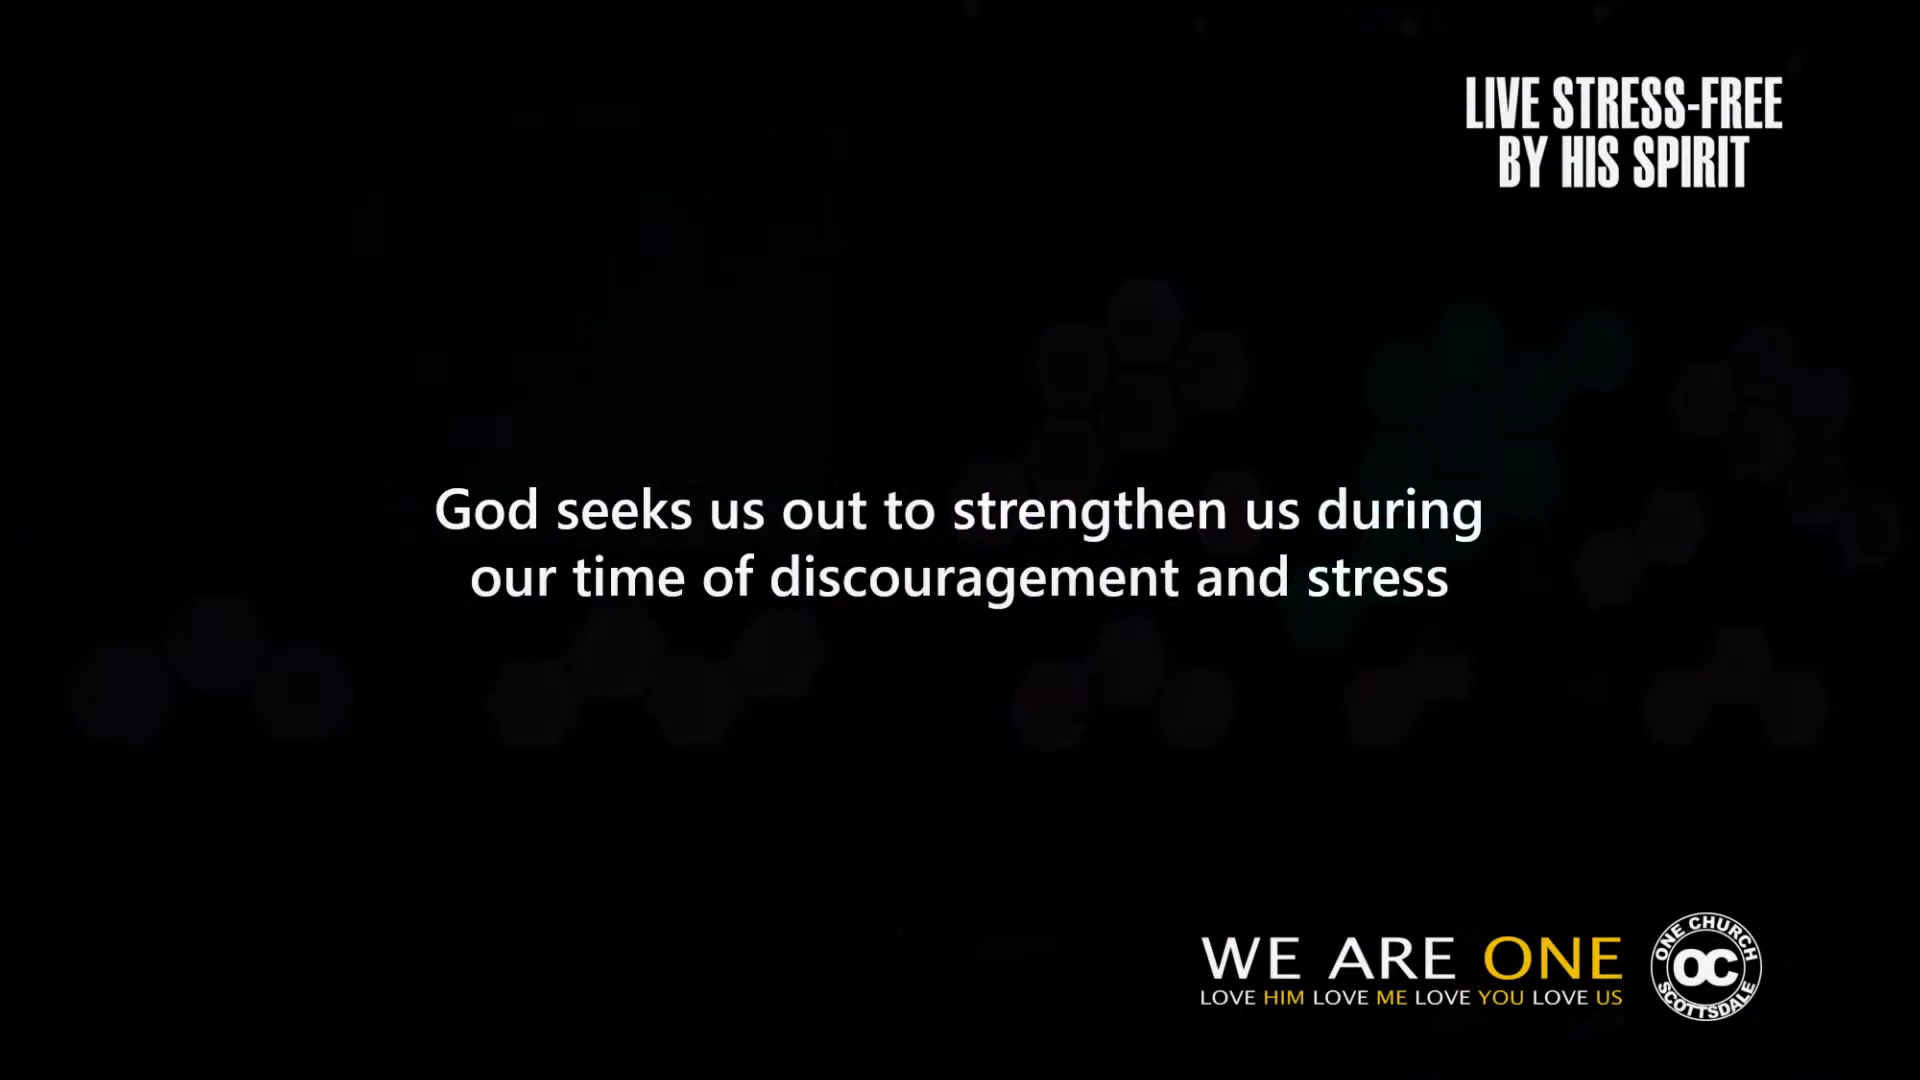 LIVE STRESS-FREE
BY HIS SPIRIT
God seeks us out to strengthen us during
our time of discouragement and stress
WE ARE ONE
LOVE HIM LOVE ME LOVE YOU LOVE US
ONE CHURCH
OC
SCOTTSDALE